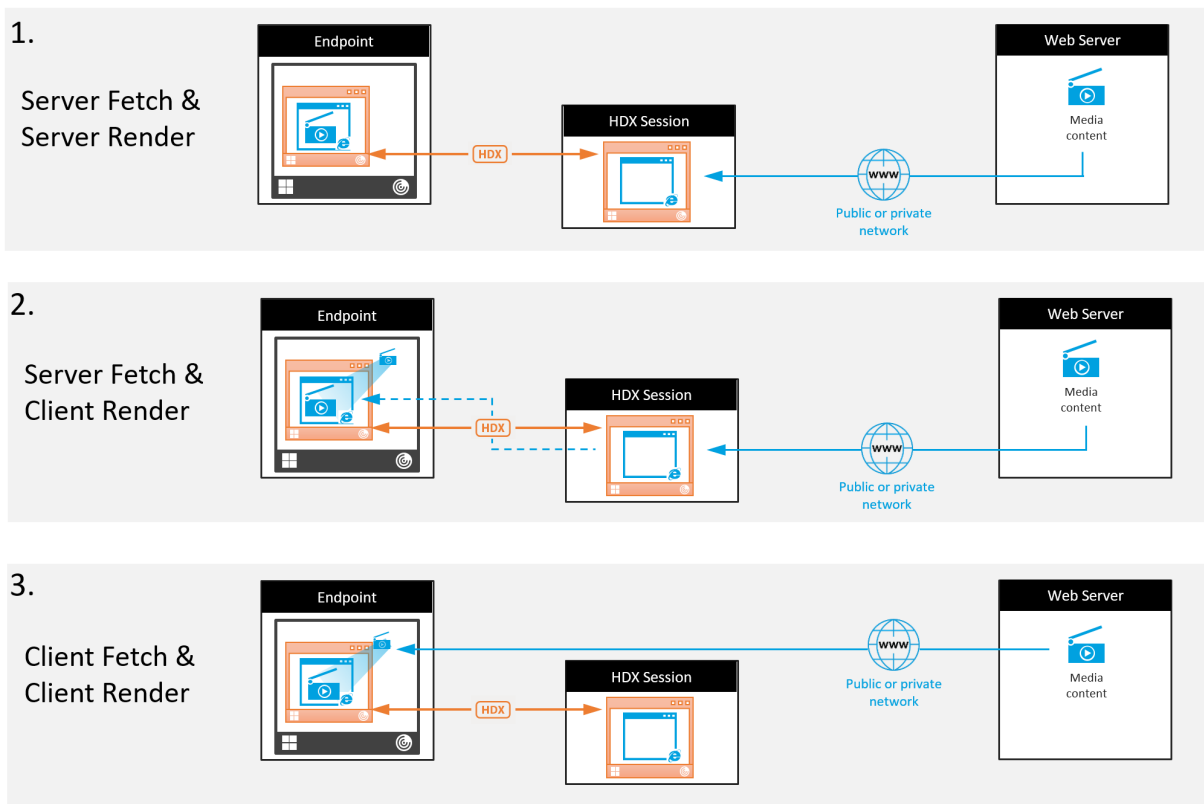 1.
Server Fetch &
Server Render
Endpoint
HDX
HDX Session
www
Public or private
network
Web Server
Media
content
2.
Server Fetch &
Client Render
Endpoint
HDX
HDX Session
www
Public or private
network
Web Server
Media
content
3.
Client Fetch &
Client Render
Endpoint
HDX
HDX Session
www
Public or private
network
Web Server
Media
content